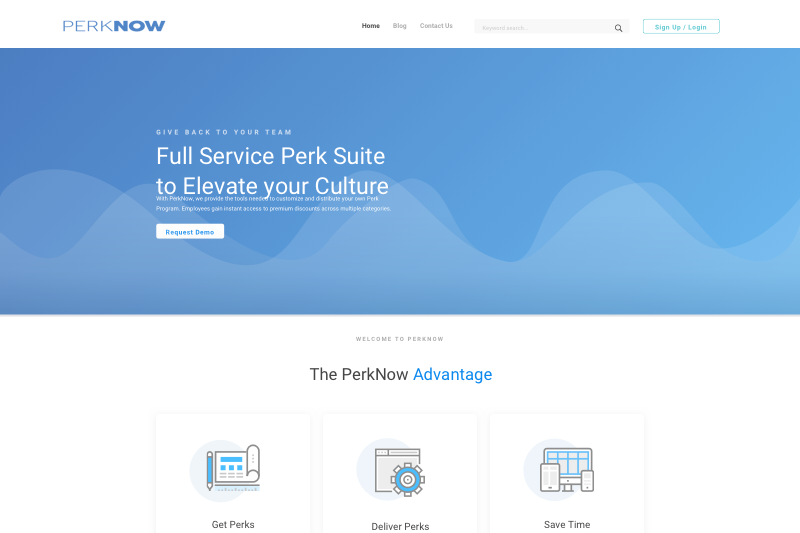 PERKNOW
Home
Blog
Contact Us
Keyword search...
Sign Up / Login
GIVE BACK TO YOUR TEAM
Full Service Perk Suite
to Elevate your Culture
With PerkNow, we provide the tools needed to customize and distribute your own Perk
Program. Employees gain instant access to premium discounts across multiple categories.
Request Demo
WELCOME TO PERKNOW
The PerkNow Advantage
Get Perks
Deliver Perks
Save Time